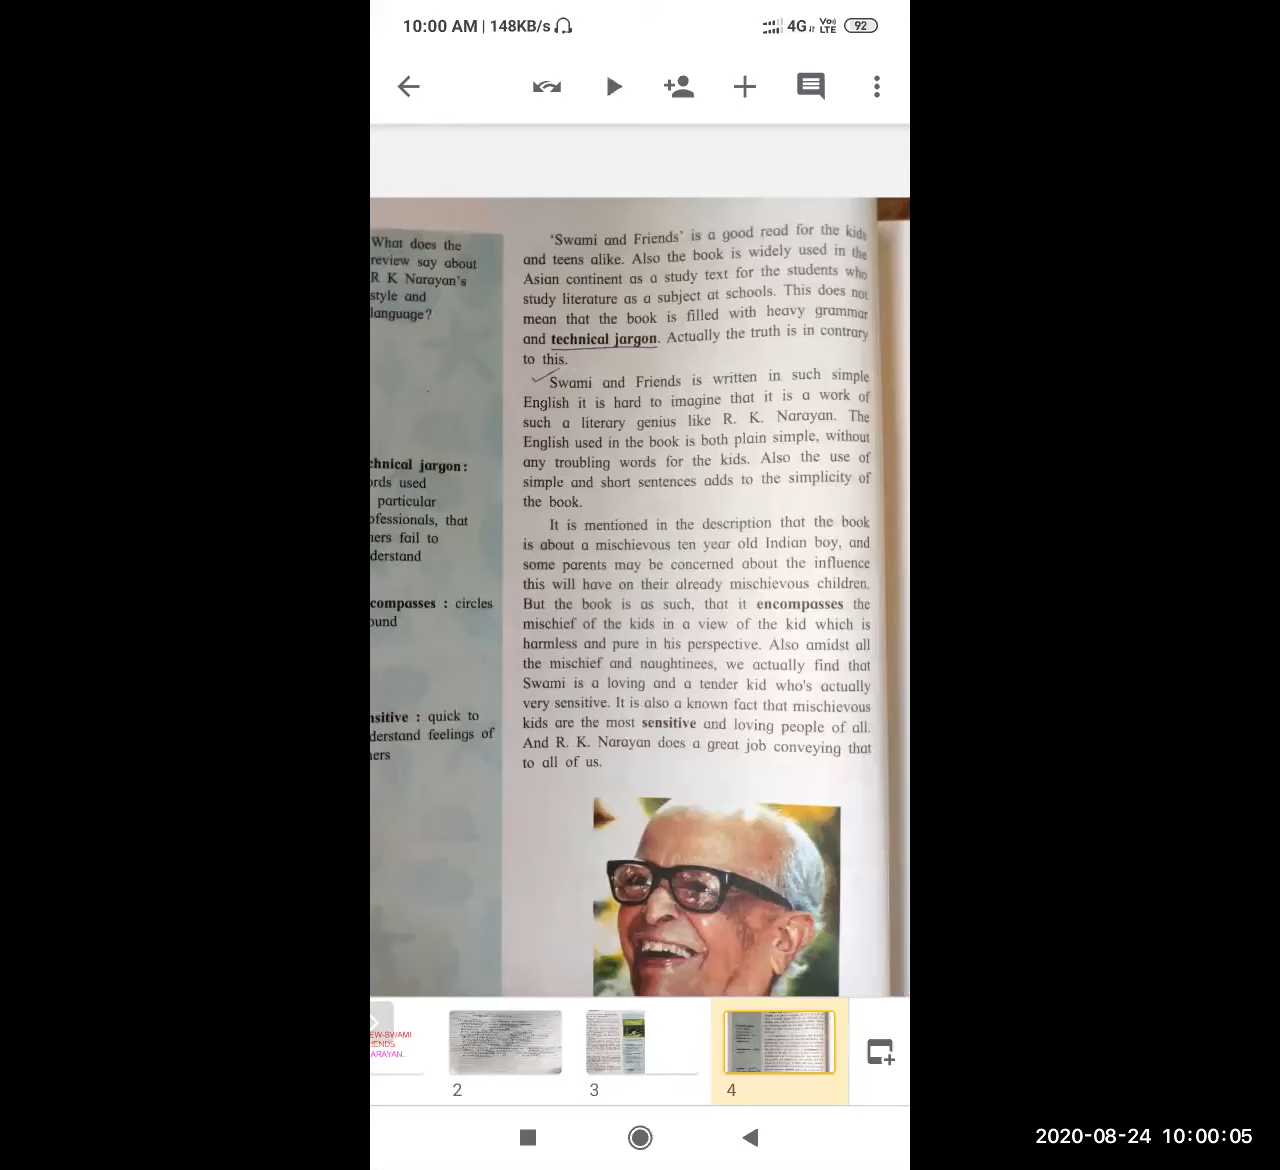 10:00 AM | 148KB/s
4G
Vo))
LTE
92
What does the
review say about
R K Narayan's
style and
language?
chnical jargon:
ords used
particular
ofessionals, that
hers fail to
derstand
compasses : circles
ound
nsitive : quick to
derstand feelings of
hers
'Swami and Friends' is a good read for the kids
and teens alike. Also the book is widely used in the
Asian continent as a study text for the students who
study literature as a subject at schools. This does not
mean that the book is filled with heavy grammar
and technical jargon. Actually the truth is in contrary
to this.
Swami and Friends is written in such simple
English it is hard to imagine that it is a work of
such a literary genius like R. K. Narayan. The
English used in the book is both plain simple, without
any troubling words for the kids. Also the use of
simple and short sentences adds to the simplicity of
the book.
It is mentioned in the description that the book
is about a mischievous ten year old Indian boy, and
some parents may be concerned about the influence
this will have on their already mischievous children.
But the book is as such, that it encompasses the
mischief of the kids in a view of the kid which is
harmless and pure in his perspective. Also amidst all
the mischief and naughtinees, we actually find that
Swami is a loving and a tender kid who's actually
very sensitive. It is also a known fact that mischievous
kids are the most sensitive and loving people of all.
And R. K. Narayan does a great job conveying that
to all of us.
EW-SWAMI
IENDS
ARAYAN.
2
3
4
2020-08-24 10:00:05